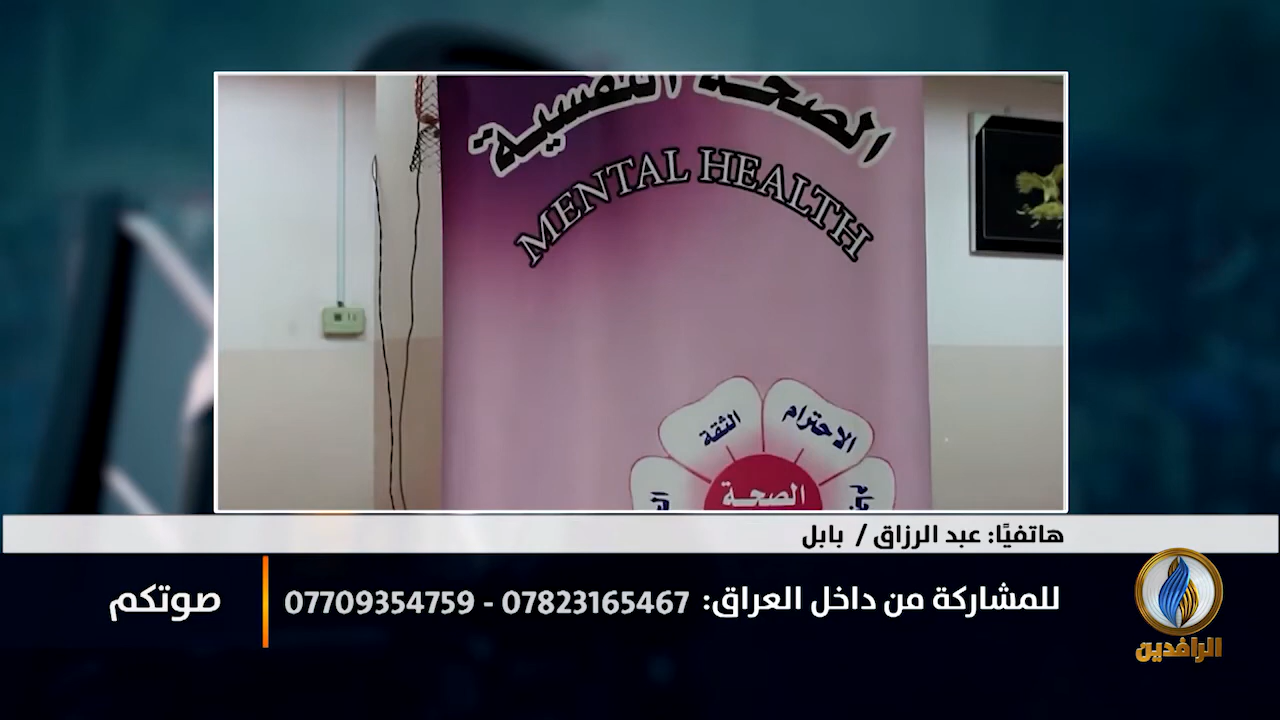 الصحة النفسية
MENTAL HEALTH
الثقة
الاحترام
الصحة
هاتفيًا: عبد الرزاق / بابل
للمشاركة من داخل العراق: 07823165467 - 07709354759
صوتكم
الرافدين